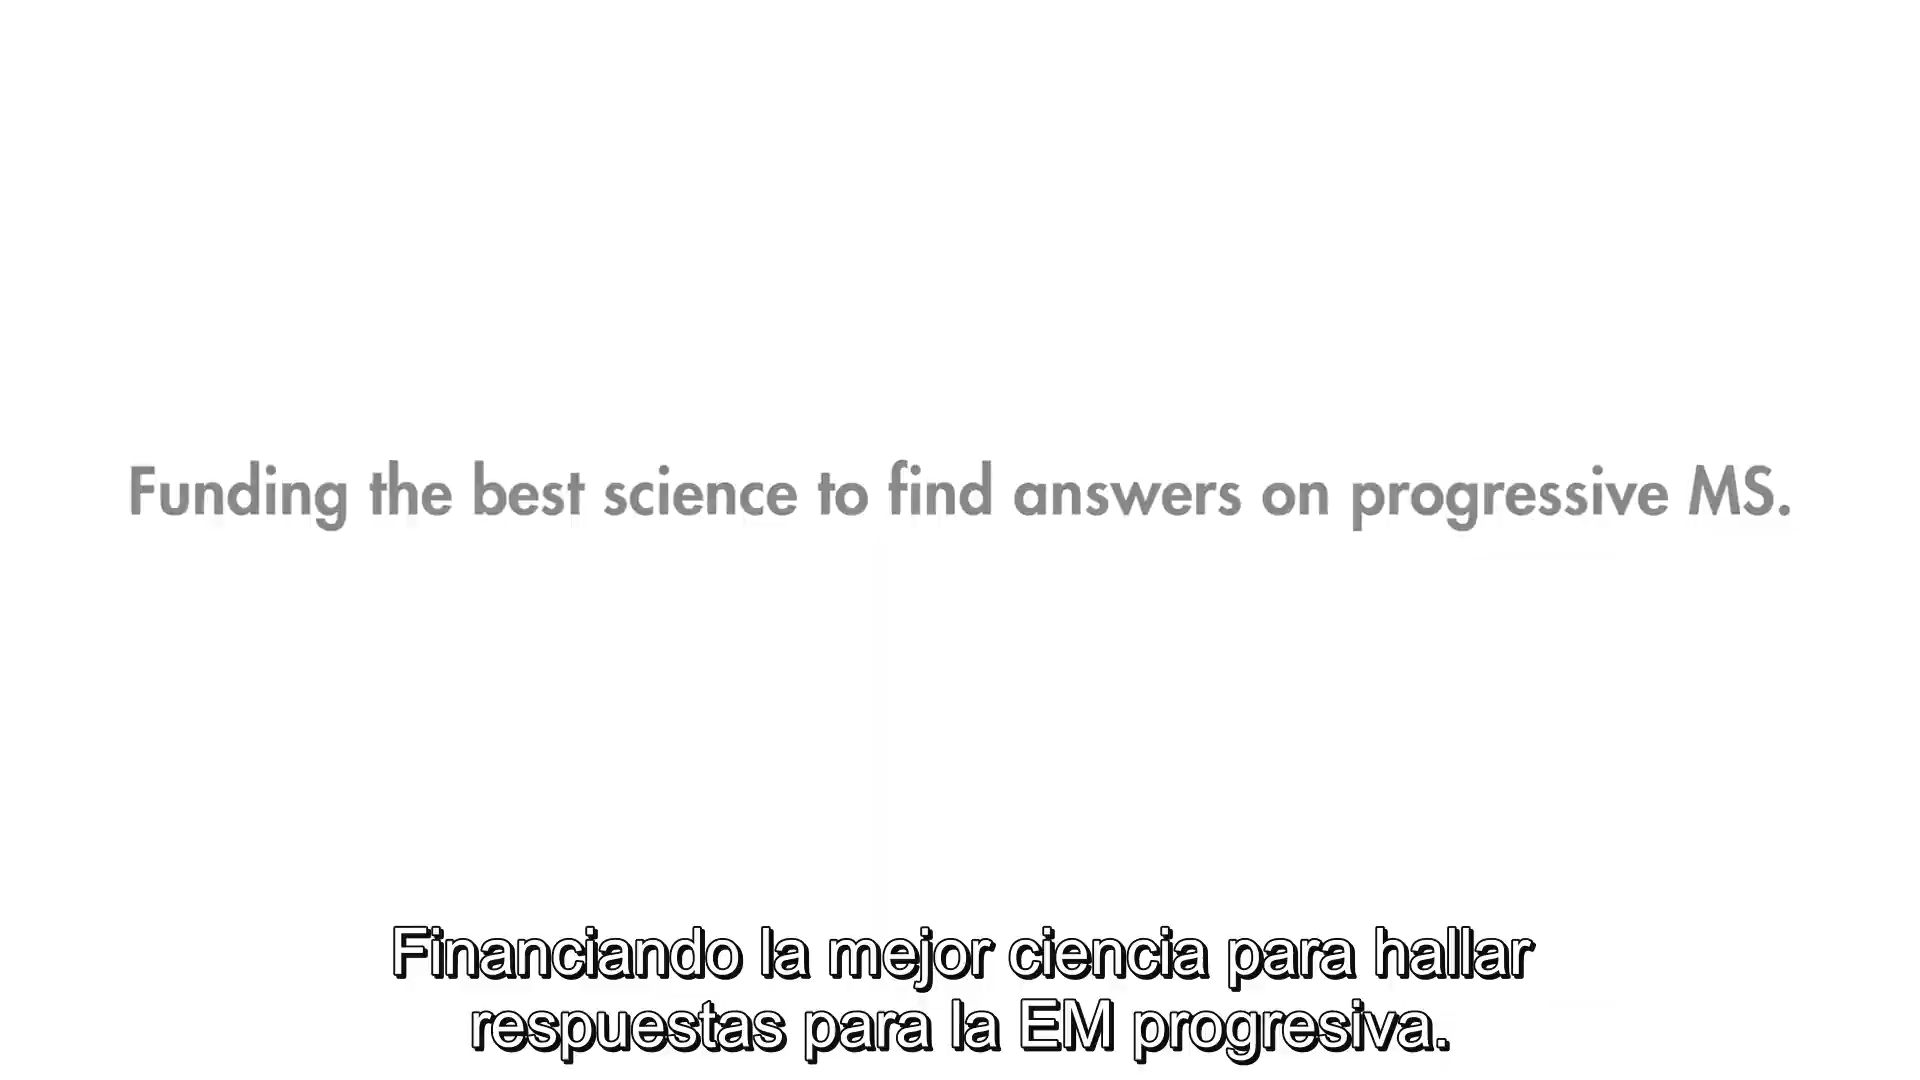 Funding the best science to find answers on progressive MS.
Financiando la mejor ciencia para hallar
respuestas para la EM progresiva.